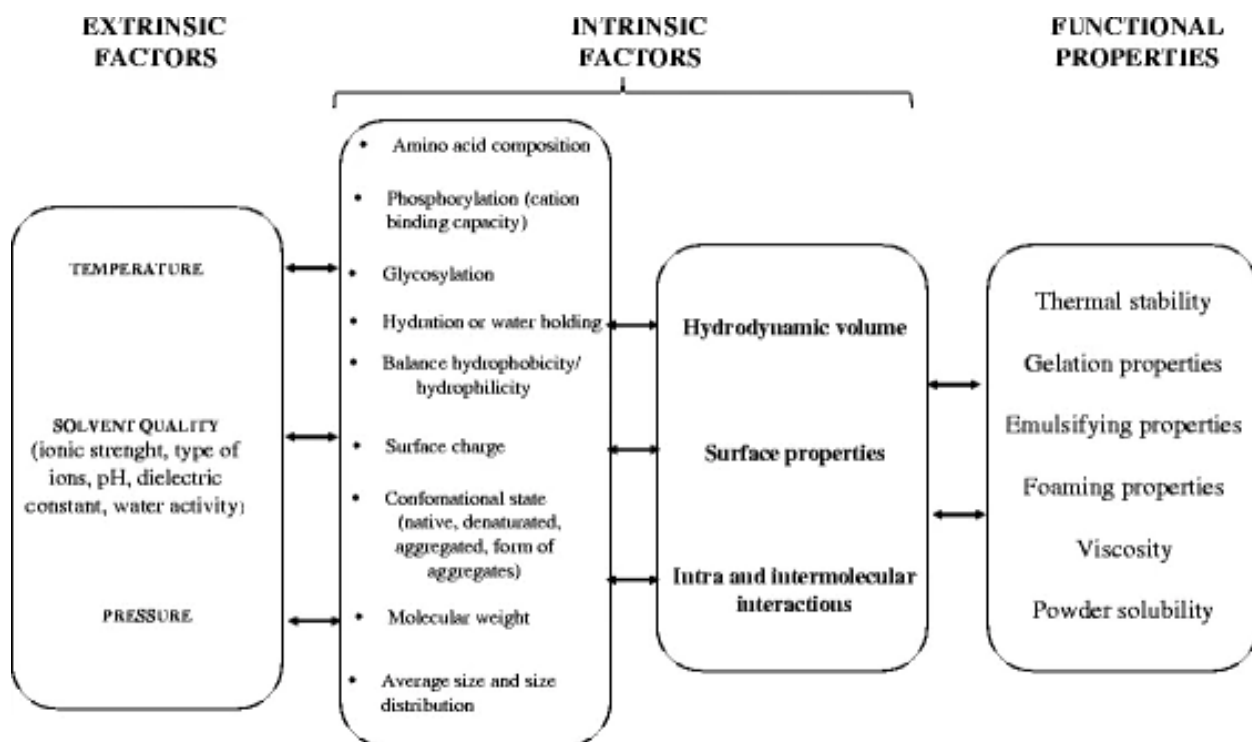 EXTRINSIC
FACTORS
INTRINSIC
FACTORS
FUNCTIONAL
PROPERTIES
TEMPERATURE
SOLVENT QUALITY
(ionic strenght, type of
ions, pH, dielectric
constant, water activity)
PRESSURE
• Amino acid composition
• Phosphorylation (cation
binding capacity)
• Glycosylation
• Hydration or water holding
• Balance hydrophobicity/
hydrophilicity
• Surface charge
• Confomational state
(native, denaturated,
aggregated, form of
aggregates)
• Molecular weight
• Average size and size
distribution
Hydrodynamic volume
Surface properties
Intra and intermolecular
interactions
Thermal stability
Gelation properties
Emulsifying properties
Foaming properties
Viscosity
Powder solubility